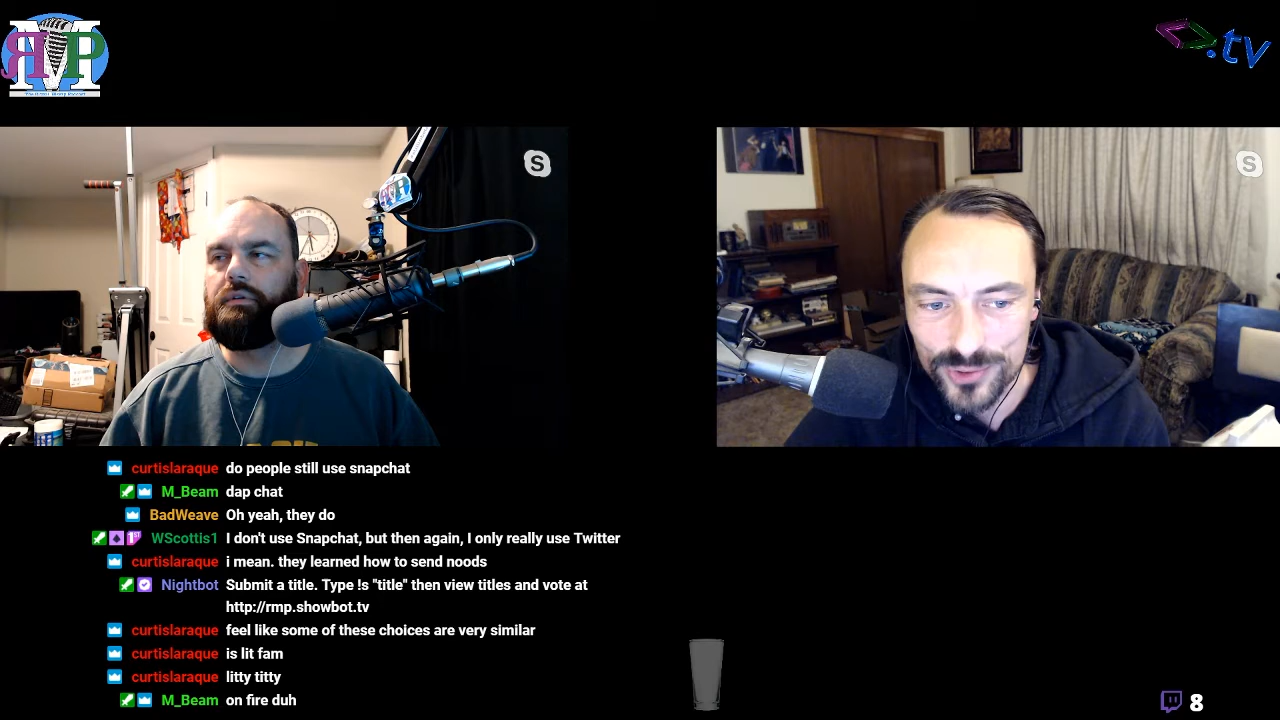 RMP
.tv
S
S
curtislaraque do people still use snapchat
M_Beam dap chat
BadWeave Oh yeah, they do
WScottis1 I don't use Snapchat, but then again, I only really use Twitter
curtislaraque i mean. they learned how to send noods
Nightbot Submit a title. Type !s "title" then view titles and vote at
http://rmp.showbot.tv
curtislaraque feel like some of these choices are very similar
curtislaraque is lit fam
curtislaraque litty titty
M_Beam on fire duh
8